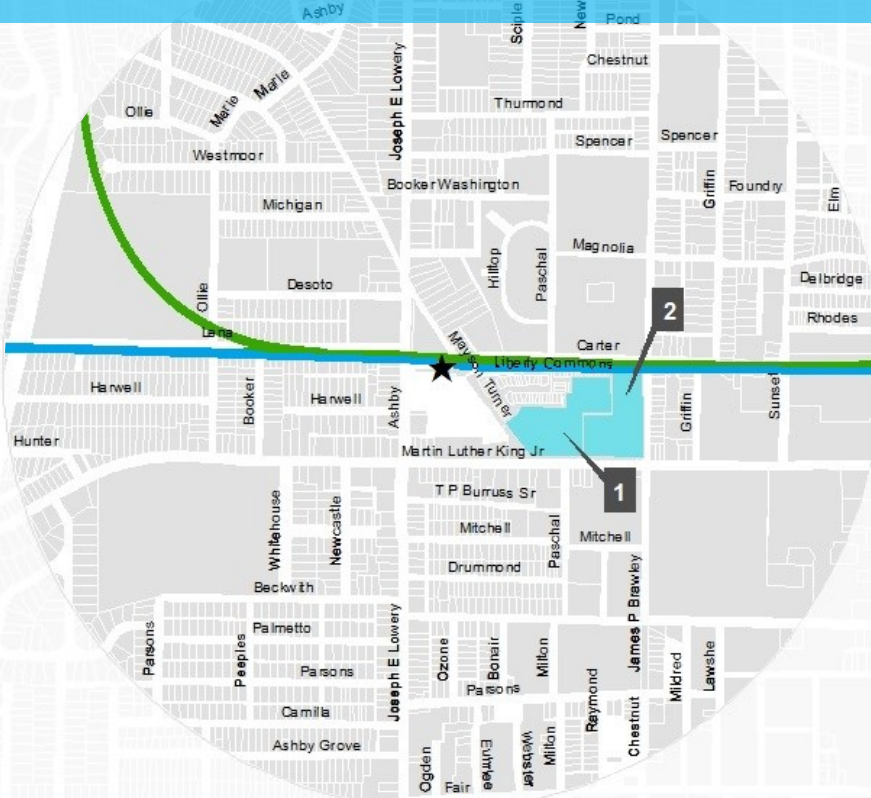 Ashby
Sciple
New
Pond
Chestnut
Joseph E Lowery
Ollie
Marie
Marie
Thurmond
Spencer
Spencer
Westmoor
Booker Washington
Griffin
Foundry
Elm
Michigan
Magnolia
Hilltop
Paschal
Delbridge
Desoto
Ollie
Rhodes
Lena
2
Carter
Mayson Turner
Liberty Commons
Harwell
Booker
Harwell
Ashby
Griffin
Sunset
Hunter
Martin Luther King Jr
1
T P Burruss Sr
Whitehouse
Newcastle
Mitchell
Paschal
Mitchell
Drummond
James P Brawley
Beckwith
Parsons
Peeples
Palmetto
Joseph E Lowery
Ozone
Bonair
Milton
Parsons
Parsons
Raymond
Mildred
Lawshe
Camilla
Chestnut
Ashby Grove
Ogden
Euhrlee
Webster
Milton
Fair